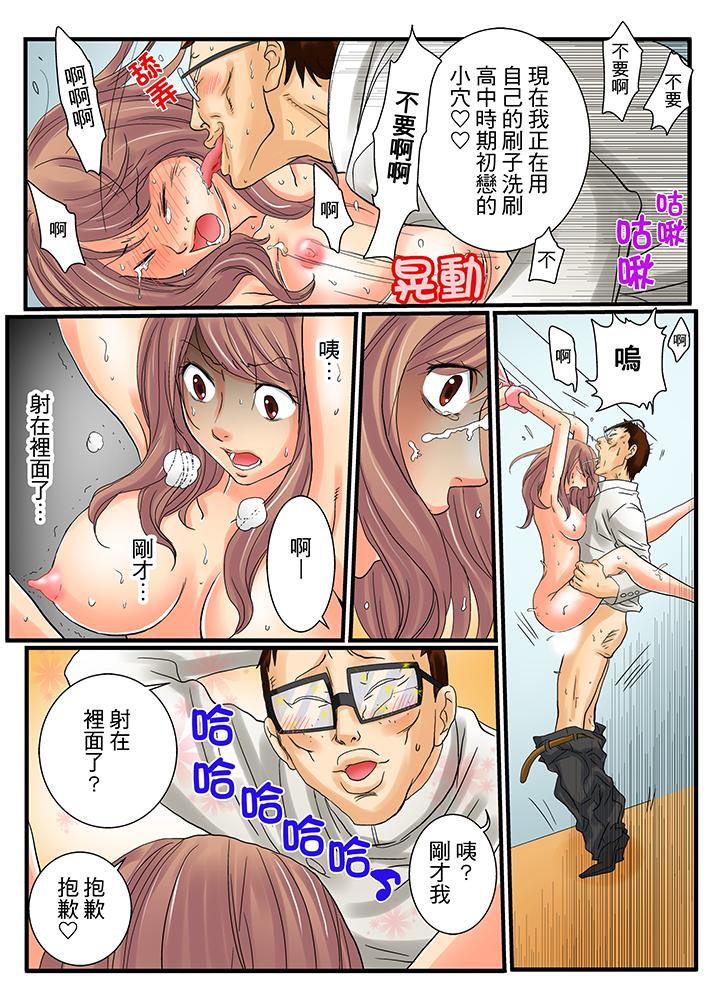 不要
不要啊
現在我正在用
自己的刷子洗刷
高中時期初戀的
小穴♡♡
不要啊啊
舔弄
啊啊啊
啊
啊
不
晃動
咕啾
咕啾
啊
嗚
啊
咦…
啊—
剛才…
射在裡面了…
咦?
剛才我
射在
裡面了?
哈哈哈哈哈♪
抱歉
抱歉♡